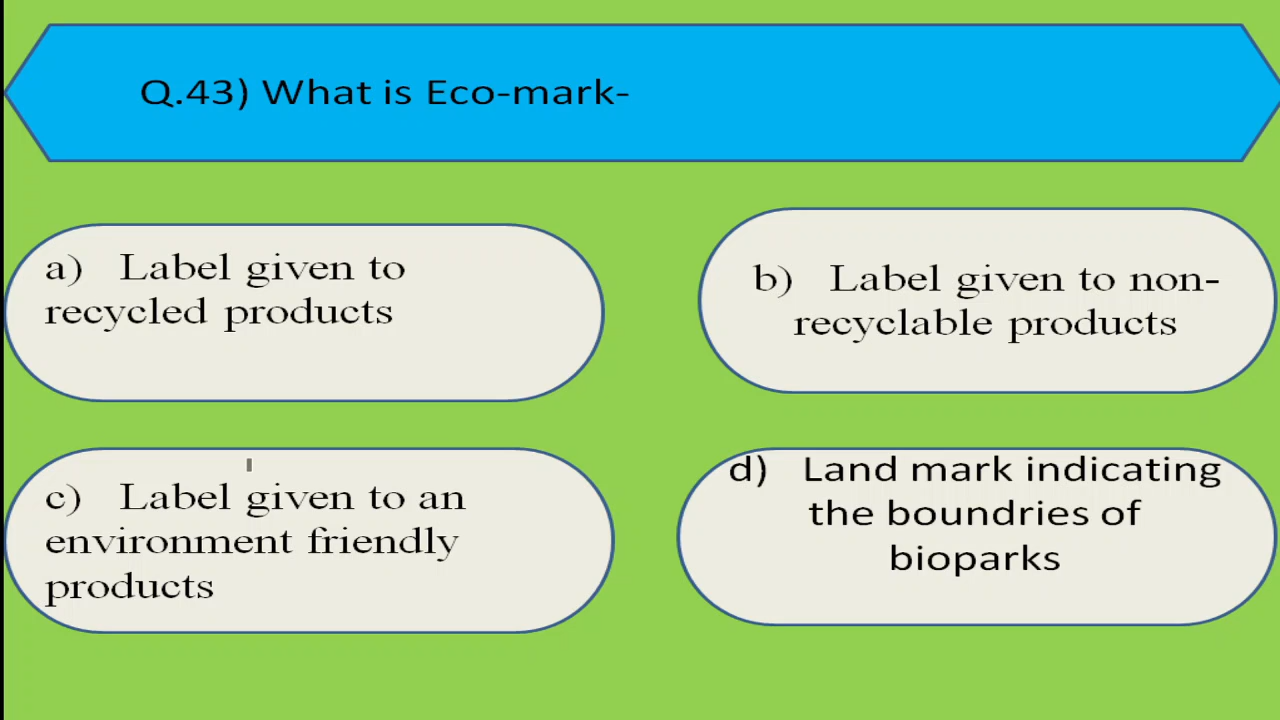 Q.43) What is Eco-mark-
a) Label given to
recycled products
b) Label given to non-
recyclable products
c) Label given to an
environment friendly
products
d) Land mark indicating
the boundries of
bioparks